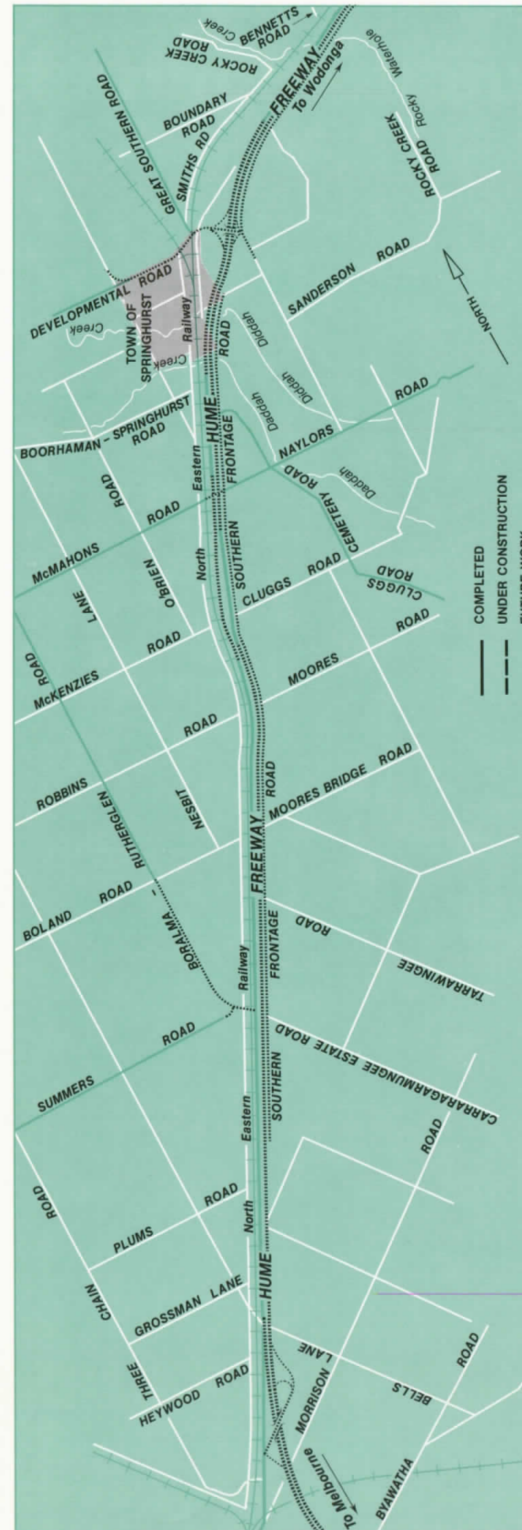 Creek
BENNETTS
ROAD
ROCKY CREEK
ROAD
FREEWAY
To Wodonga
Rocky Waterhole
Creek
BOUNDARY
ROAD
GREAT SOUTHERN ROAD
SMITHS RD
ROCKY CREEK
ROAD
SANDERSON ROAD
NORTH
DEVELOPMENTAL ROAD
TOWN OF
SPRINGHURST
Creek
Creek
Railway
ROAD
Diddah
Diddah
Daddah
Daddah
BOORHAMAN – SPRINGHURST
ROAD
HUME
FRONTAGE
SOUTHERN
Eastern
North
NAYLORS ROAD
CEMETERY ROAD
CLUGGS ROAD
CLUGGS
ROAD
McMAHONS ROAD
O'BRIEN ROAD
LANE
NESBIT
McKENZIES ROAD
ROBBINS ROAD
MOORES ROAD
MOORES BRIDGE ROAD
ROAD
RUTHERGLEN
BORALMA
BOLAND ROAD
FREEWAY
ROAD
FRONTAGE
SOUTHERN
Railway
Eastern
North
ROAD
TARRAWINGEE
CARRARAGARMUNGEE ESTATE ROAD
SUMMERS ROAD
PLUMS ROAD
GROSSMAN LANE
HEYWOOD ROAD
THREE CHAIN ROAD
HUME
MORRISON ROAD
BELLS LANE
BYAWATHA ROAD
To Melbourne
COMPLETED
UNDER CONSTRUCTION